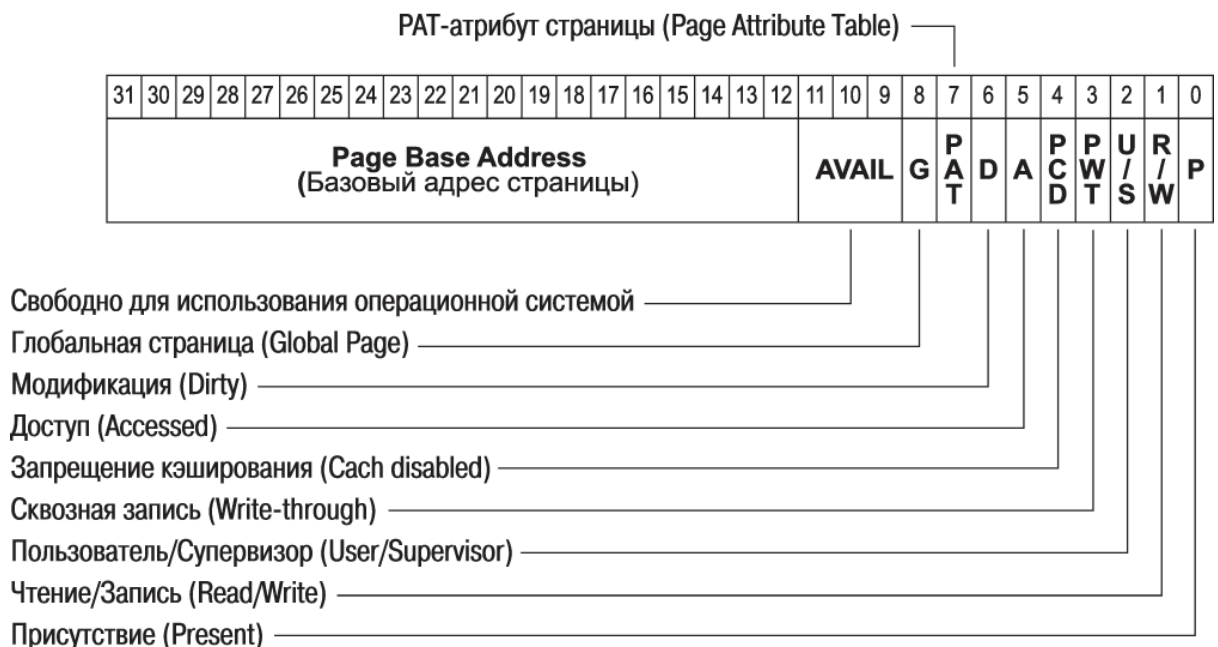 PAT-атрибут страницы (Page Attribute Table)
31 30 29 28 27 26 25 24 23 22 21 20 19 18 17 16 15 14 13 12 11 10 9 8 7 6 5 4 3 2 1 0
Page Base Address
(Базовый адрес страницы)
AVAIL G PAT D A PCD PWT U/S R/W P
Свободно для использования операционной системой
Глобальная страница (Global Page)
Модификация (Dirty)
Доступ (Accessed)
Запрещение кэширования (Cach disabled)
Сквозная запись (Write-through)
Пользователь/Супервизор (User/Supervisor)
Чтение/Запись (Read/Write)
Присутствие (Present)